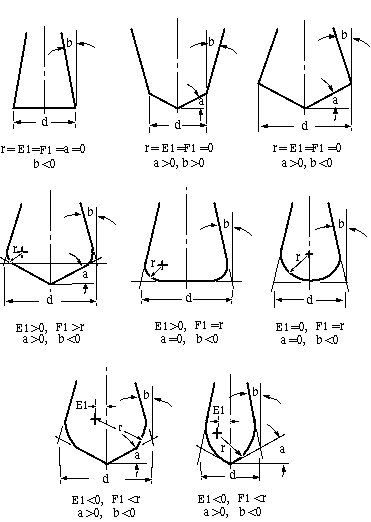 b
a
d
r = E1=F1 =a =0
b <0
b
a
d
r = E1=F1 =0
a >0, b >0
b
a
d
r = E1=F1 =0
a >0, b <0
b
r
a
d
E1 >0, F1 >r
a >0, b <0
b
r
d
E1 >0, F1 =r
a =0, b <0
b
r
d
E1=0, F1 =r
a =0, b <0
b
E1
r
a
r
d
E1 <0, F1 <r
a >0, b <0
b
E1
r
a
d
E1 <0, F1 <r
a >0, b <0